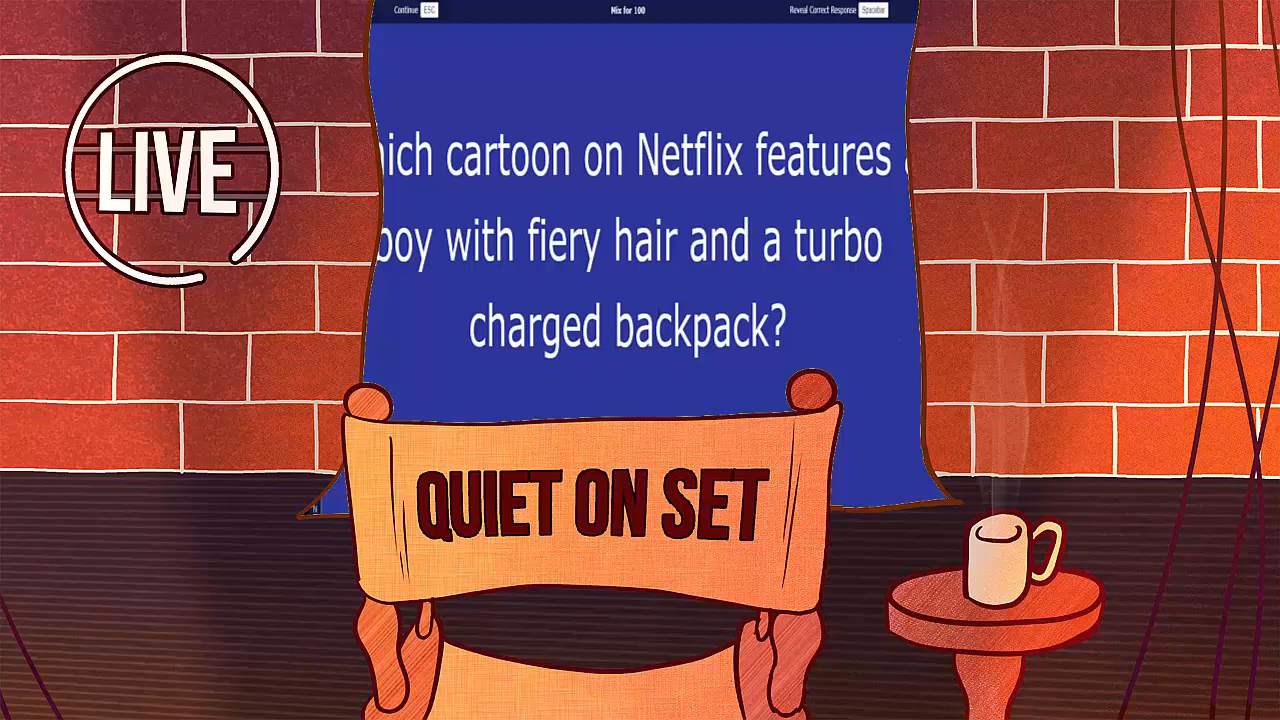 Continue ESC Mix for 100 Reveal Correct Response Spacebar
LIVE
hich cartoon on Netflix features
boy with fiery hair and a turbo
charged backpack?
QUIET ON SET